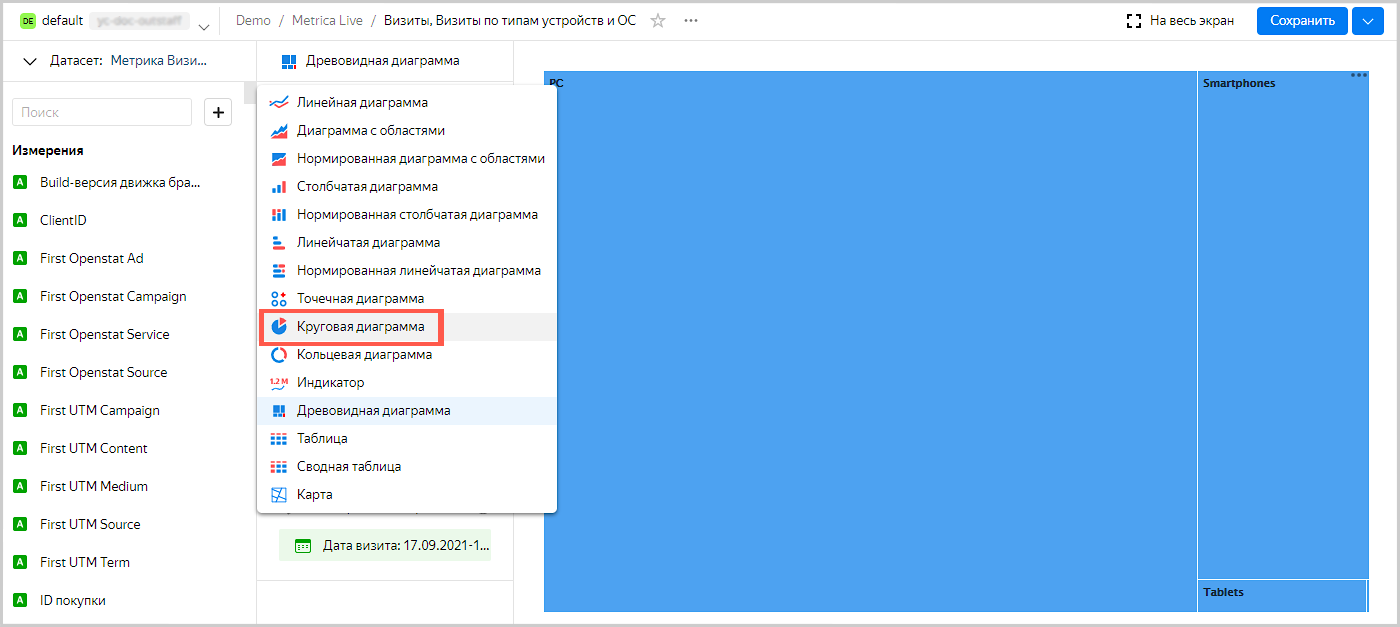 DE default
Demo / Metrica Live / Визиты, Визиты по типам устройств и ОС
На весь экран
Сохранить
Датасет: Метрика Визи...
Древовидная диаграмма
Поиск
Измерения
A Build-версия движка бра...
A ClientID
A First Openstat Ad
A First Openstat Campaign
A First Openstat Service
A First Openstat Source
A First UTM Campaign
A First UTM Content
A First UTM Medium
A First UTM Source
A First UTM Term
A ID покупки
Линейная диаграмма
Диаграмма с областями
Нормированная диаграмма с областями
Столбчатая диаграмма
Нормированная столбчатая диаграмма
Линейчатая диаграмма
Нормированная линейчатая диаграмма
Точечная диаграмма
Круговая диаграмма
Кольцевая диаграмма
1.2 M Индикатор
Древовидная диаграмма
Таблица
Сводная таблица
Карта
Дата визита: 17.09.2021-1...
PC
Smartphones
Tablets